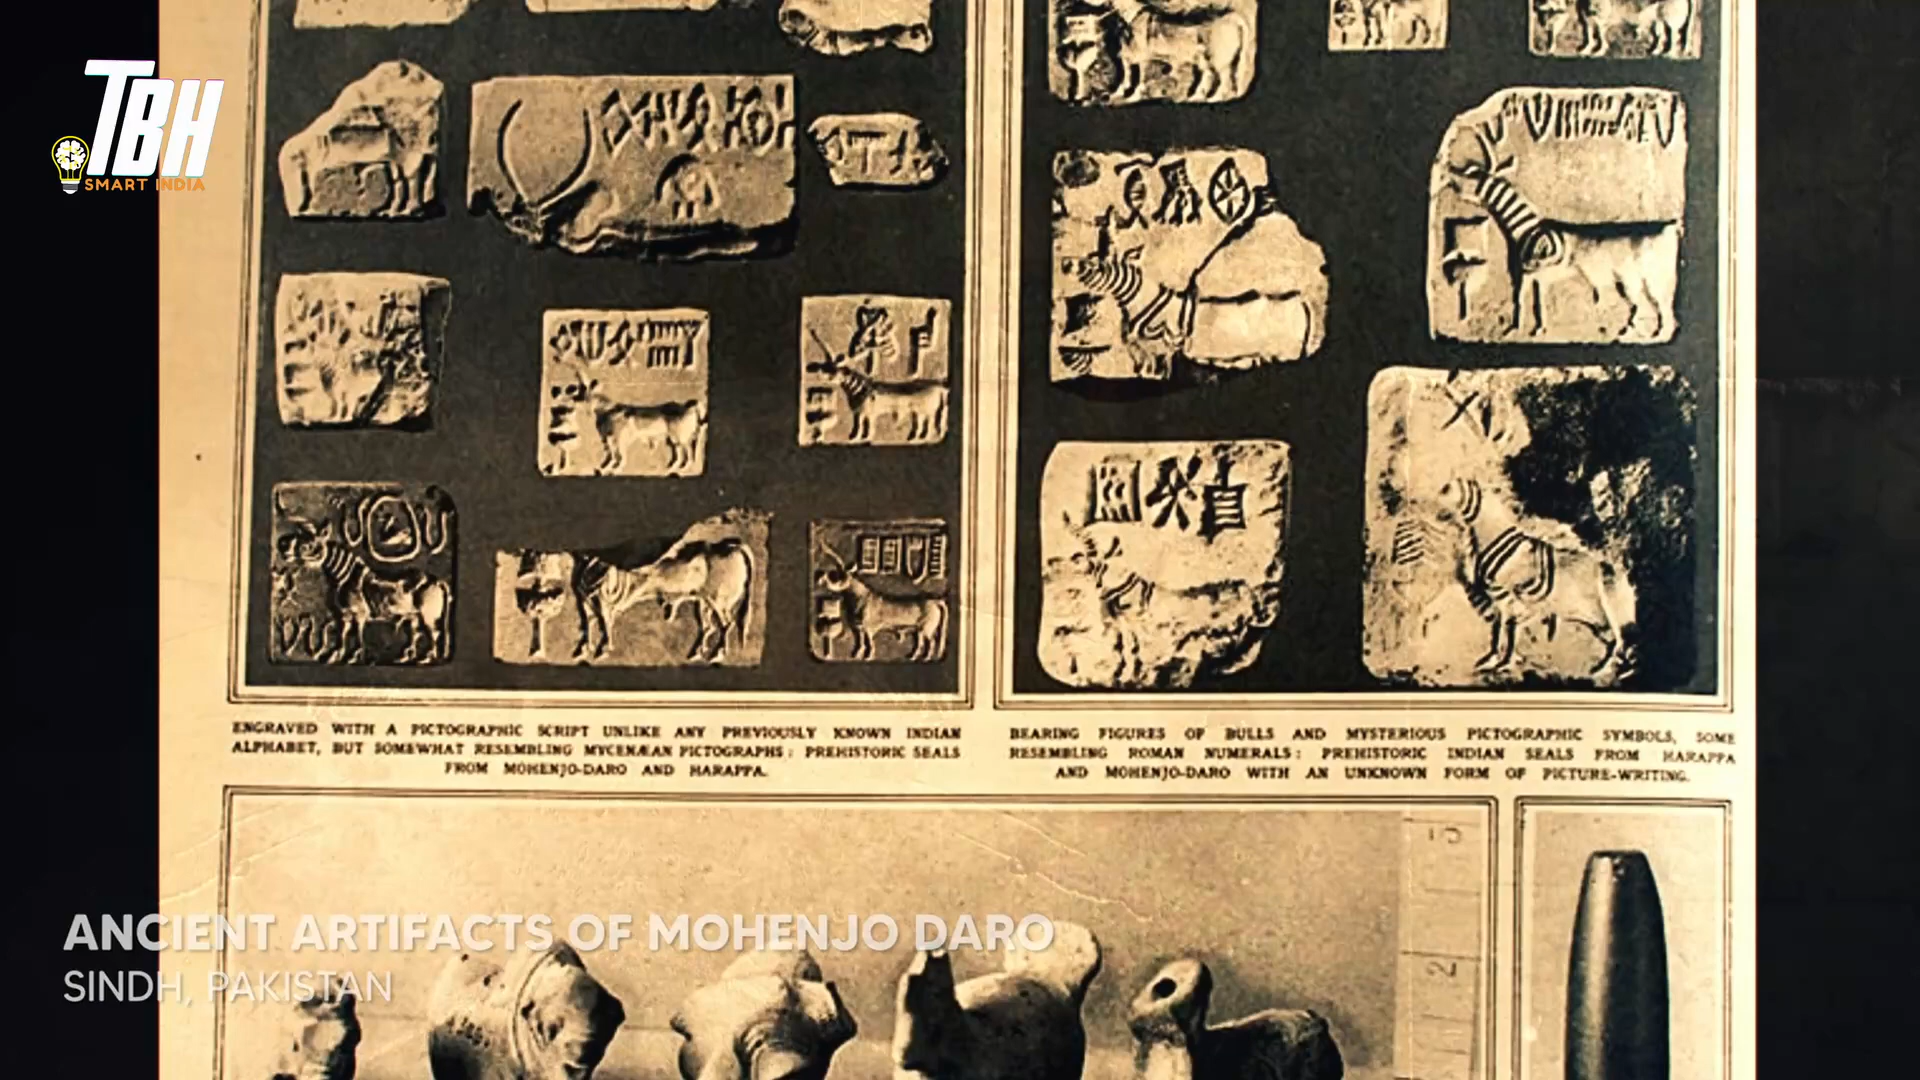 TBH
SMART INDIA
ENGRAVED WITH A PICTOGRAPHIC SCRIPT UNLIKE ANY PREVIOUSLY KNOWN INDIAN
ALPHABET, BUT SOMEWHAT RESEMBLING MYCENÆAN PICTOGRAPHS: PREHISTORIC SEALS
FROM MOHENJO-DARO AND HARAPPA.
BEARING FIGURES OF BULLS AND MYSTERIOUS PICTOGRAPHIC SYMBOLS, SOME
RESEMBLING ROMAN NUMERALS: PREHISTORIC INDIAN SEALS FROM HARAPPA
AND MOHENJO-DARO WITH AN UNKNOWN FORM OF PICTURE-WRITING.
3
2
ANCIENT ARTIFACTS OF MOHENJO DARO
SINDH, PAKISTAN